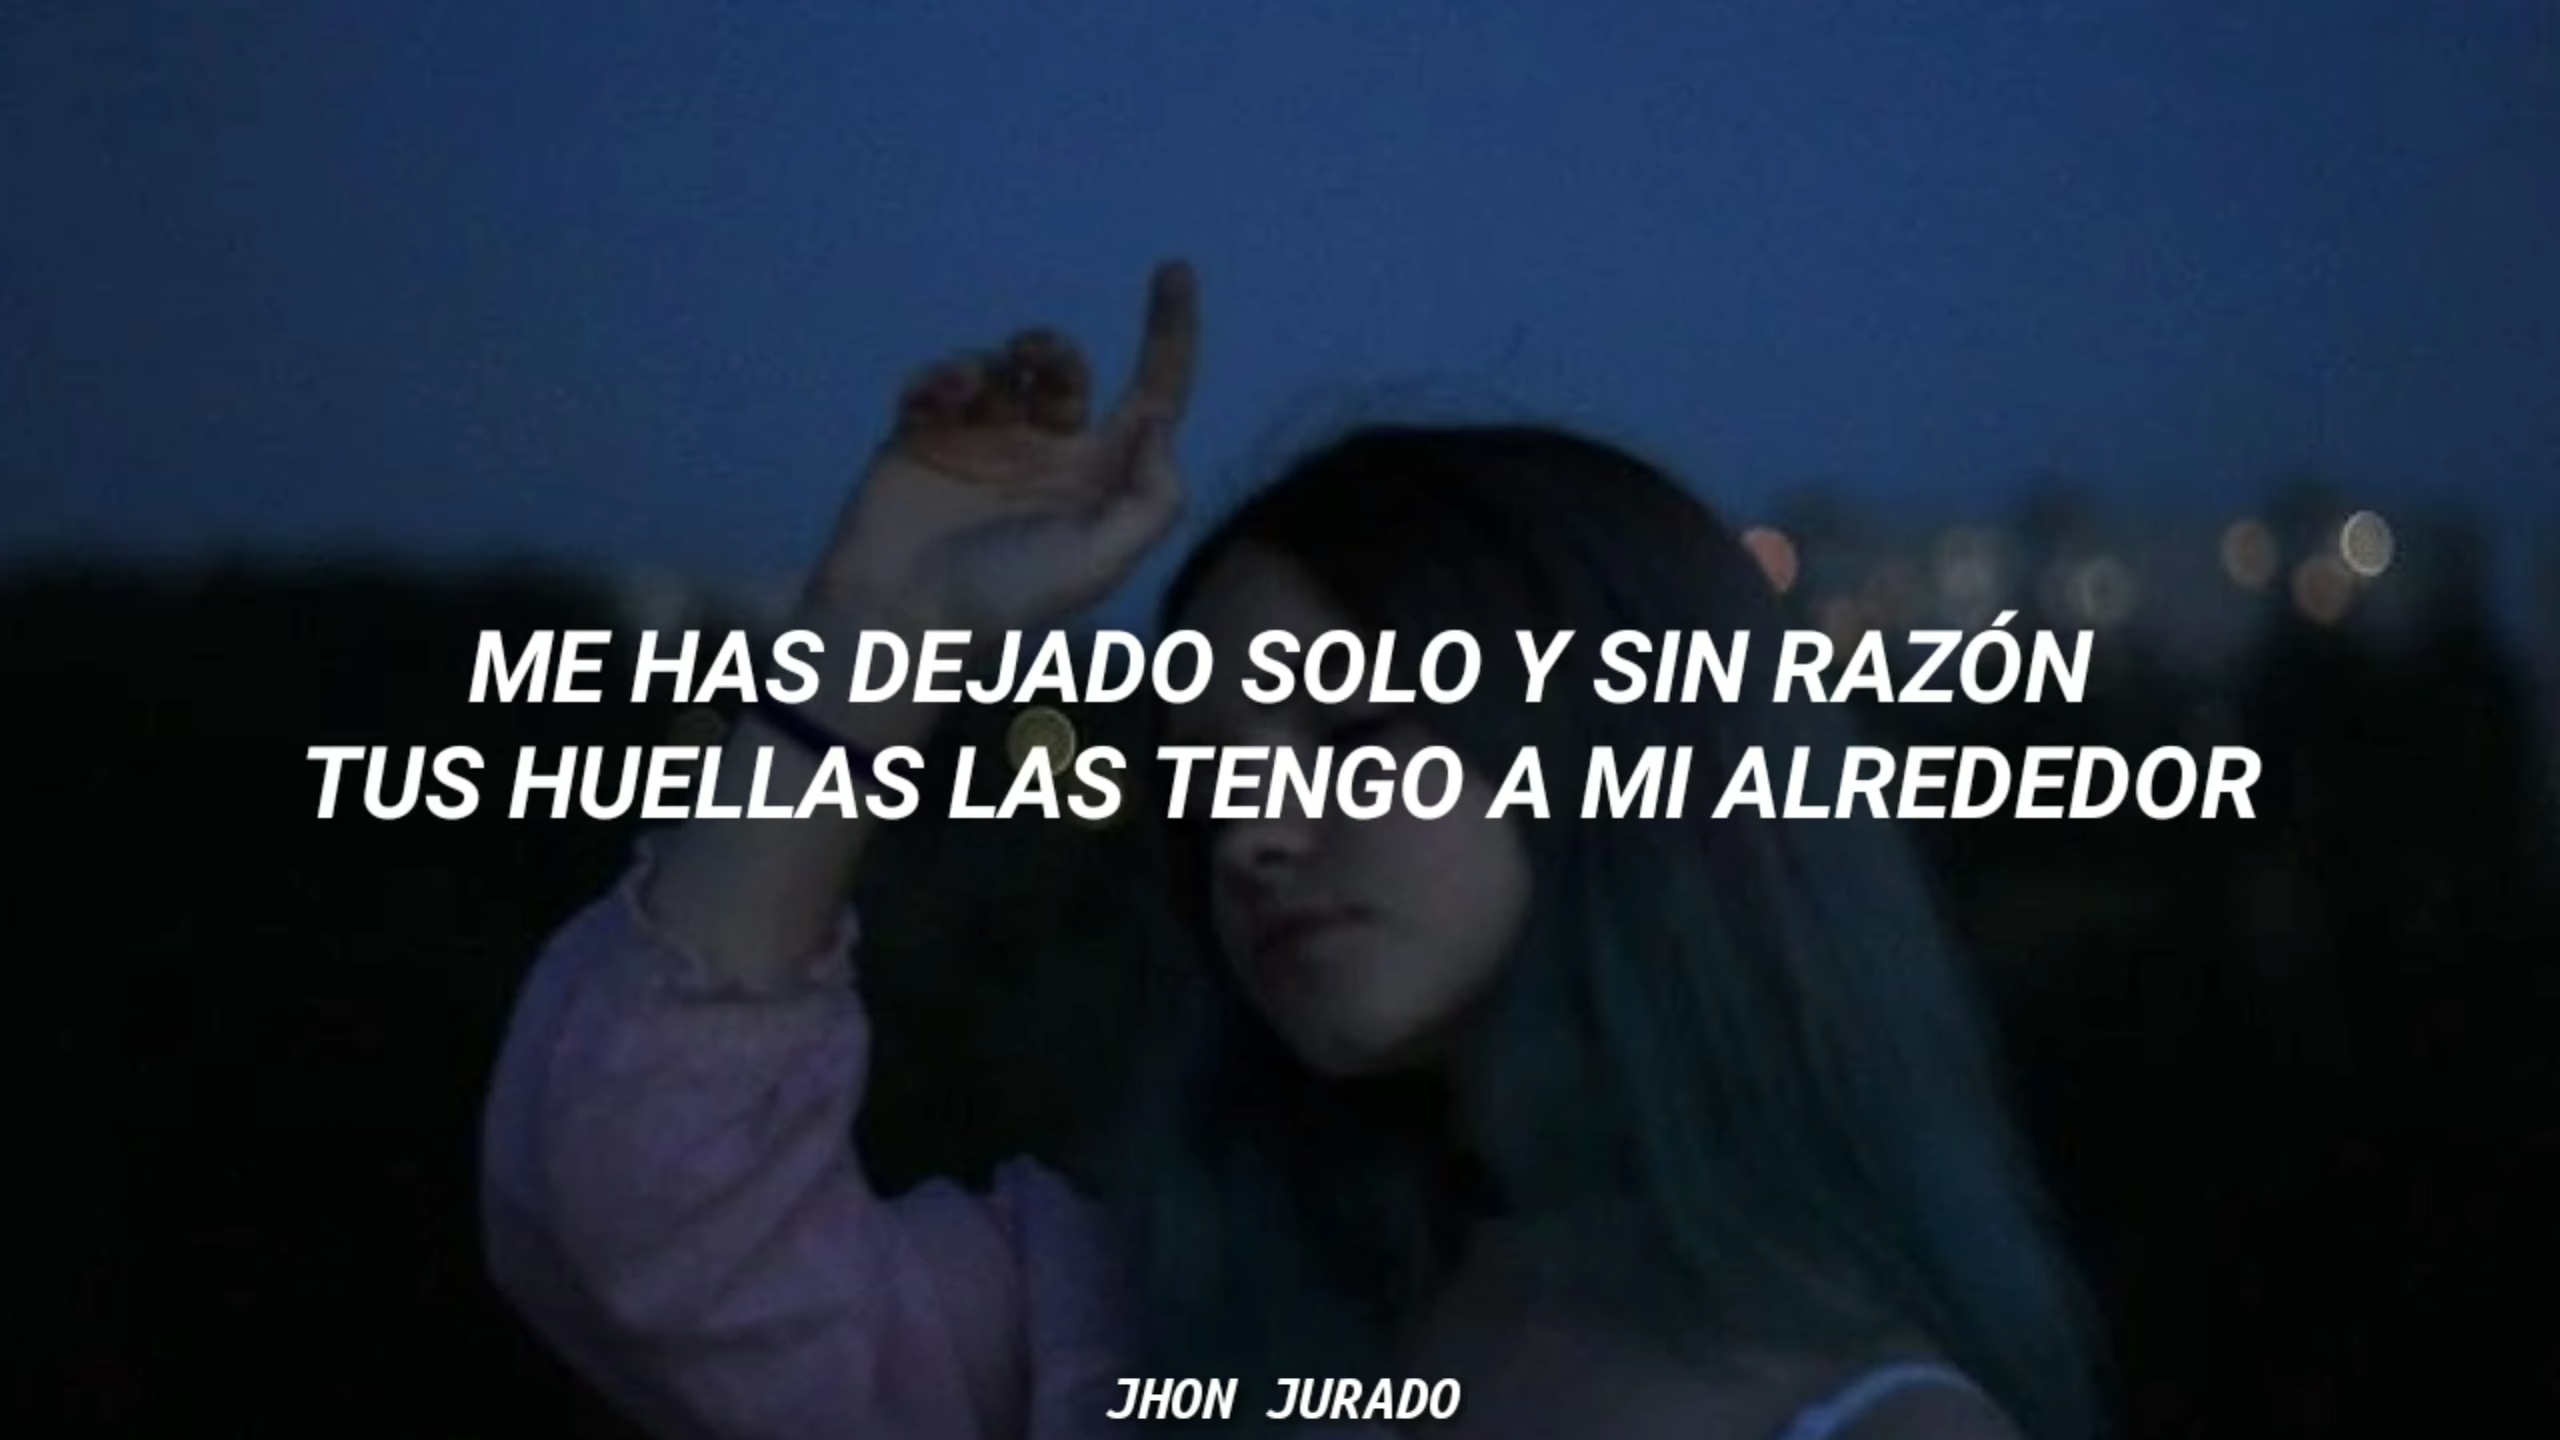 ME HAS DEJADO SOLO Y SIN RAZÓN
TUS HUELLAS LAS TENGO A MI ALREDEDOR
JHON JURADO